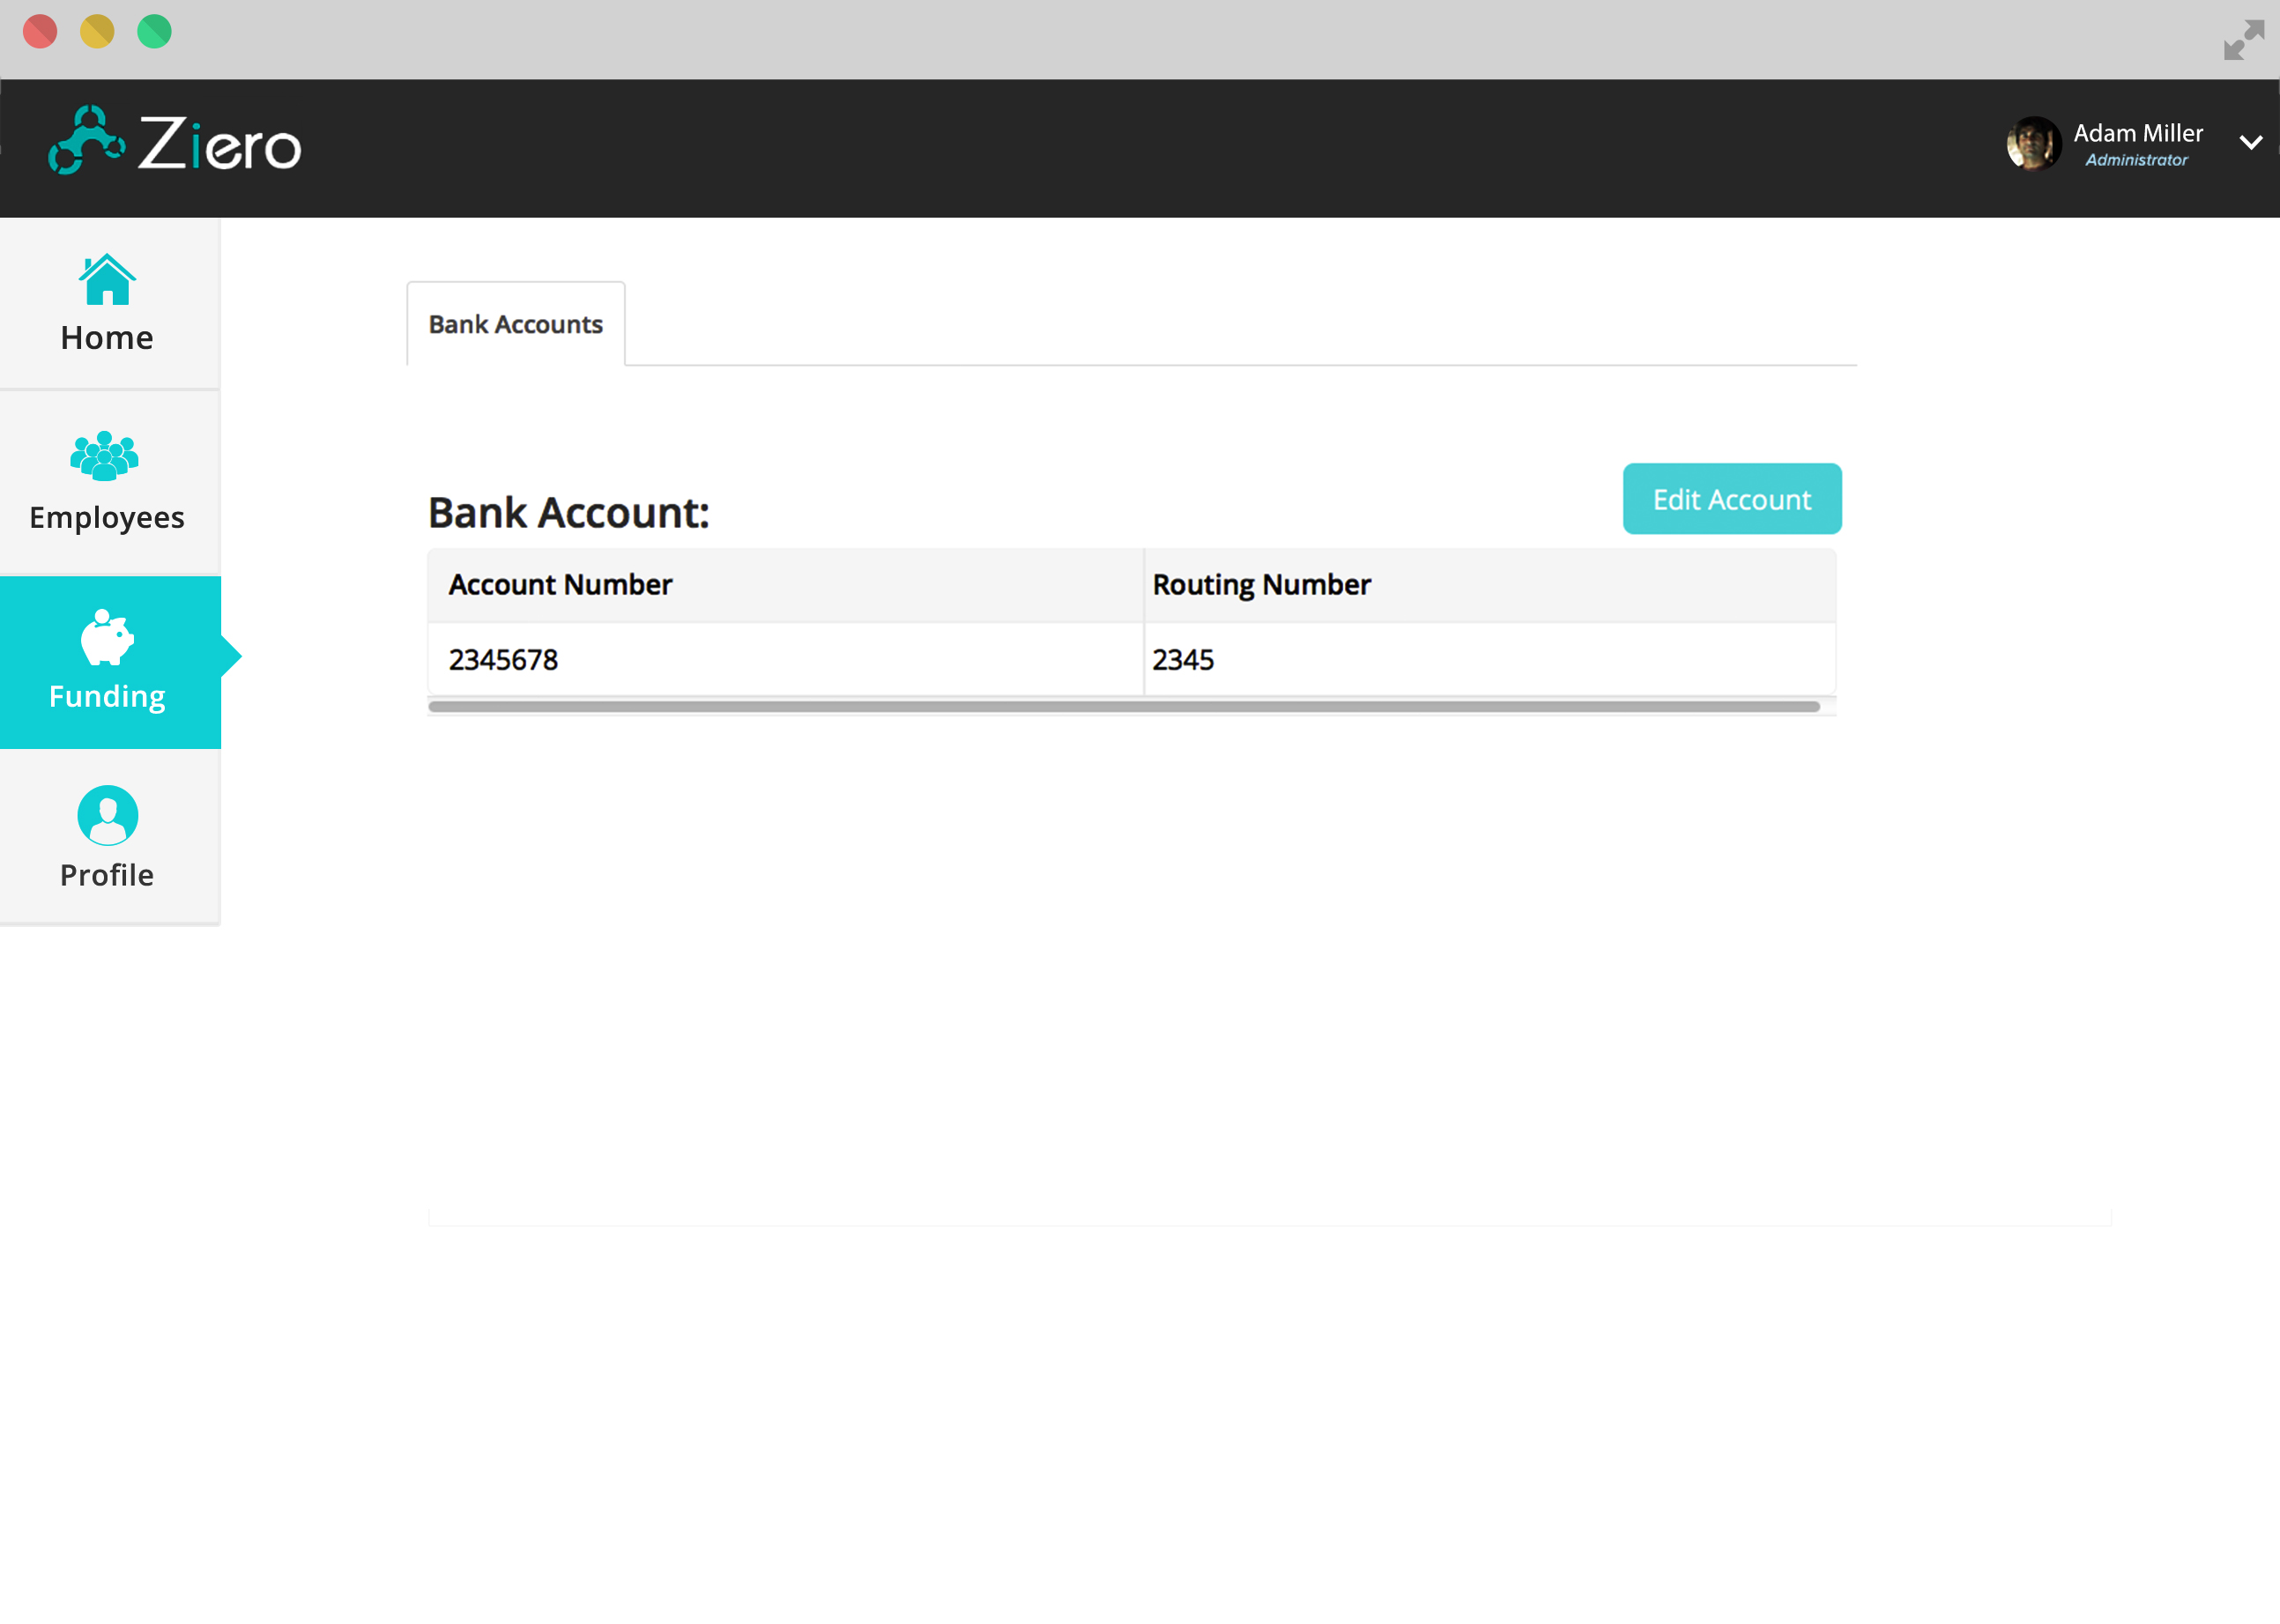 Ziero
Adam Miller
Administrator
Home
Employees
Funding
Profile
Bank Accounts
Bank Account:
Edit Account
Account Number Routing Number
2345678 2345